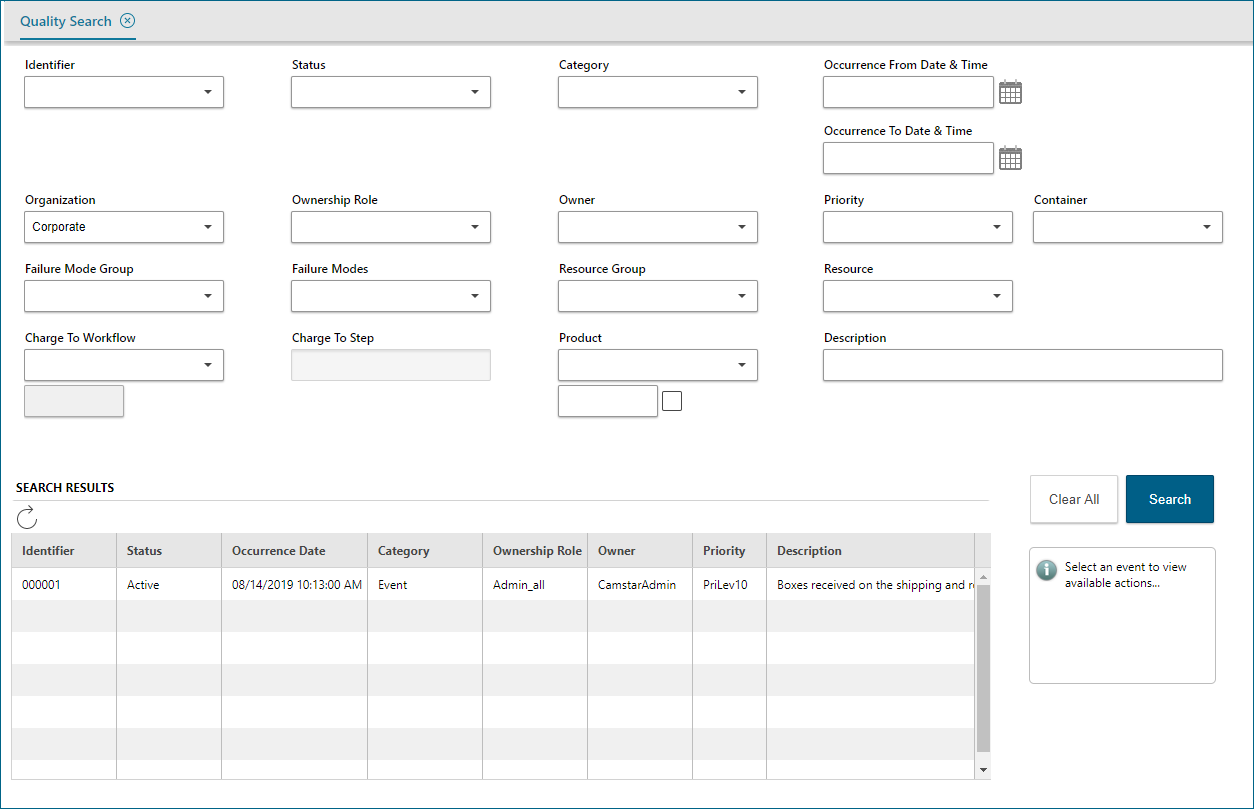 Quality Search
Identifier
Status
Category
Occurrence From Date & Time
Occurrence To Date & Time
Organization
Ownership Role
Owner
Priority
Container
Corporate
Failure Mode Group
Failure Modes
Resource Group
Resource
Charge To Workflow
Charge To Step
Product
Description
SEARCH RESULTS
Clear All
Search
Identifier
Status
Occurrence Date
Category
Ownership Role
Owner
Priority
Description
000001
Active
08/14/2019 10:13:00 AM
Event
Admin_all
CamstarAdmin
PriLev10
Boxes received on the shipping and
Select an event to view
available actions...